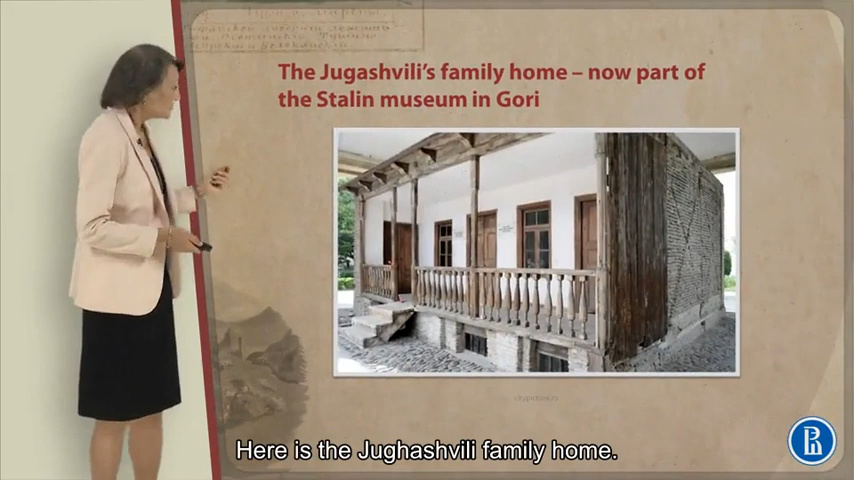 The Jugashvili's family home – now part of
the Stalin museum in Gori
Here is the Jughashvili family home.